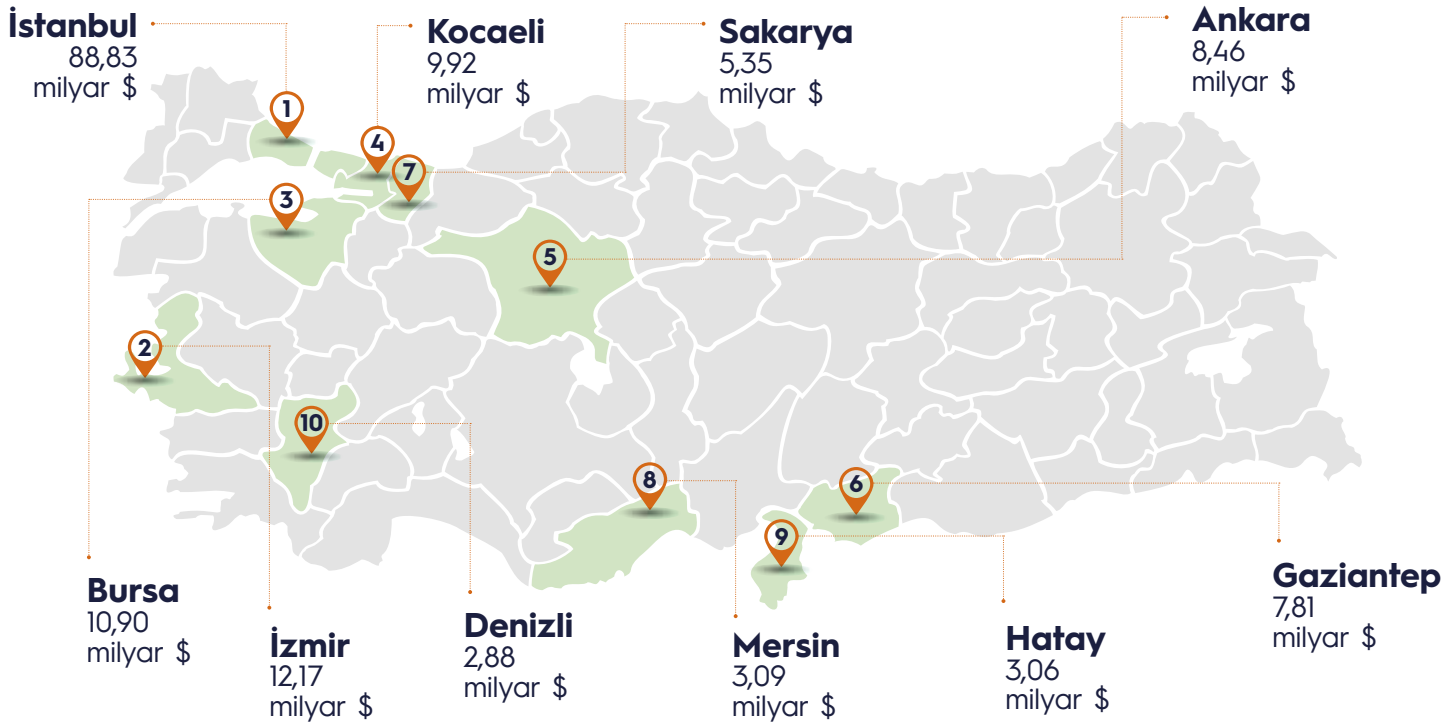 İstanbul
88,83
milyar $
Kocaeli
9,92
milyar $
Sakarya
5,35
milyar $
Ankara
8,46
milyar $
1
4
7
3
5
2
10
8
6
9
Bursa
10,90
milyar $
İzmir
12,17
milyar $
Denizli
2,88
milyar $
Mersin
3,09
milyar $
Hatay
3,06
milyar $
Gaziantep
7,81
milyar $